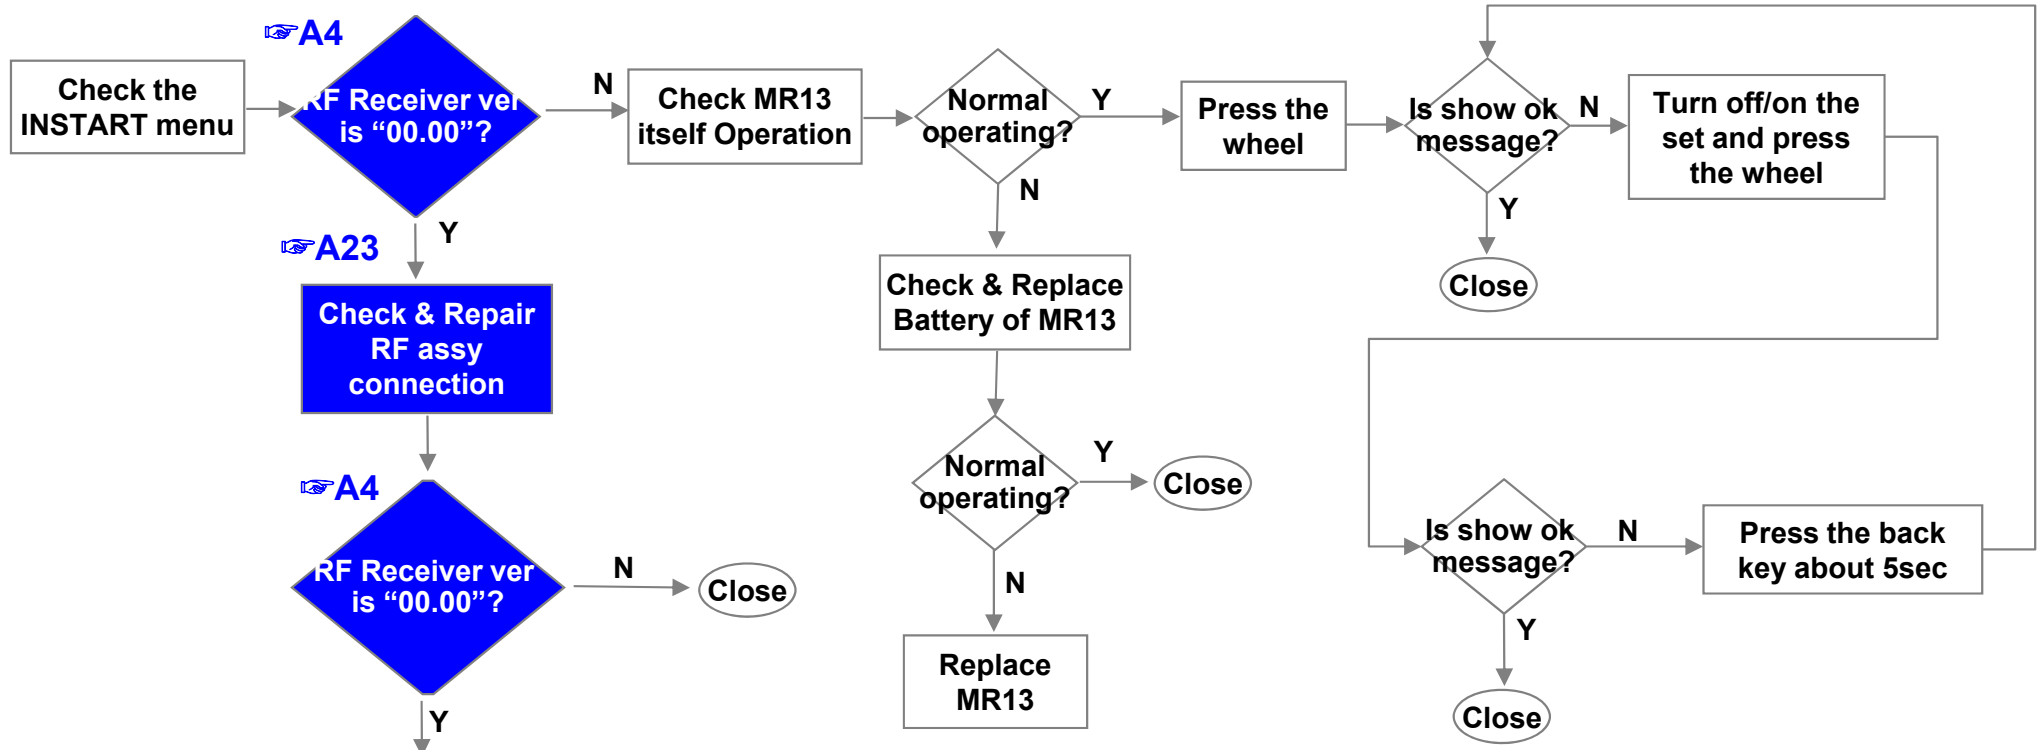 ☞A4
Check the
INSTART menu
RF Receiver ver
is “00.00”?
N
Y
Check MR13
itself Operation
Normal
operating?
Y
N
Press the
wheel
Is show ok
message?
N
Y
Turn off/on the
set and press
the wheel
Close
☞A23
Check & Repair
RF assy
connection
Check & Replace
Battery of MR13
☞A4
RF Receiver ver
is “00.00”?
N
Close
Y
Normal
operating?
Y
Close
N
Replace
MR13
Is show ok
message?
N
Press the back
key about 5sec
Y
Close